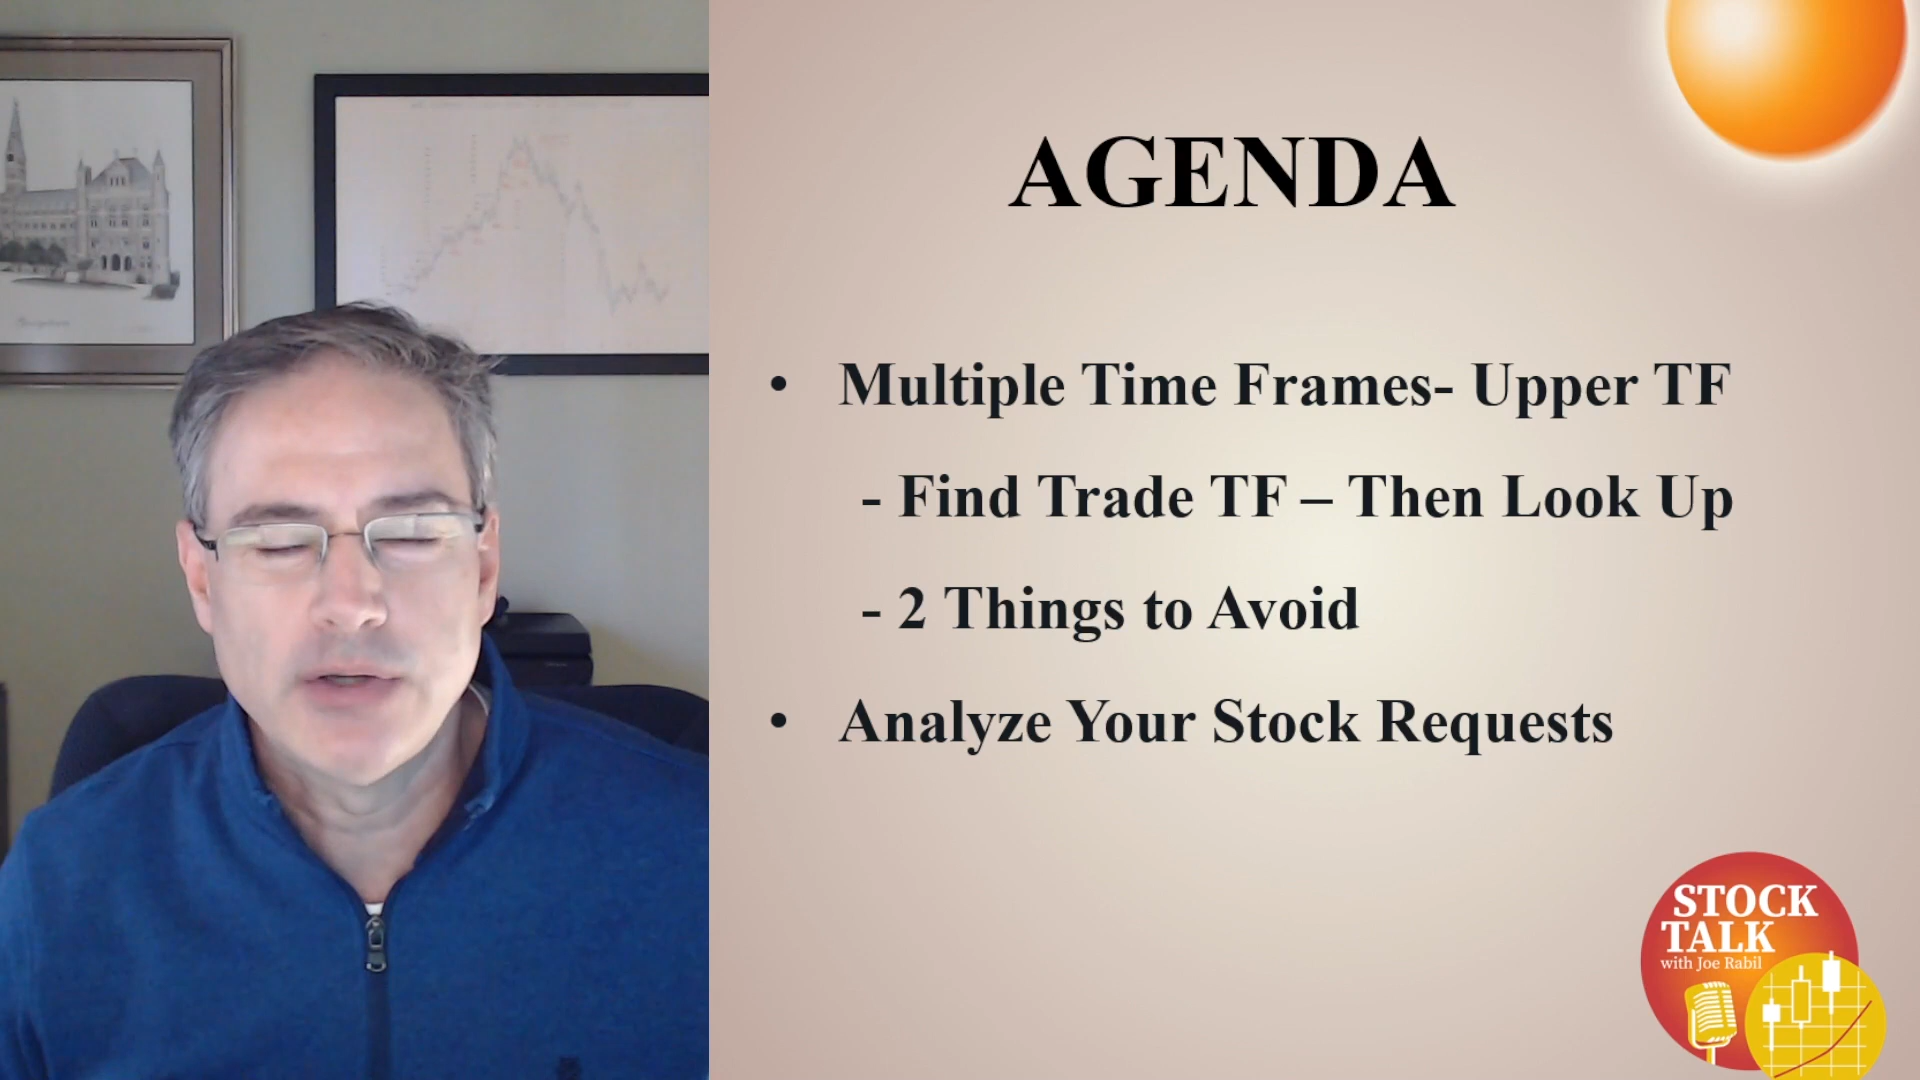 AGENDA
• Multiple Time Frames- Upper TF
- Find Trade TF – Then Look Up
- 2 Things to Avoid
• Analyze Your Stock Requests
STOCK
TALK
with Joe Rabil